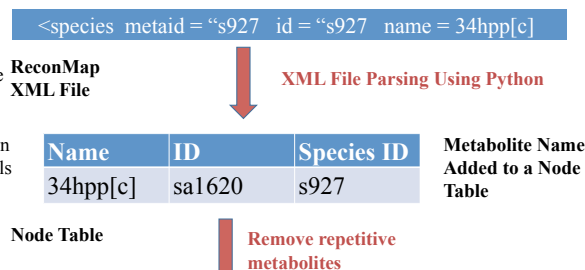 <species metaid = “s927 id = “s927 name = 34hpp[c]
e ReconMap
XML File
XML File Parsing Using Python
n
ls
Name ID Species ID
34hpp[c] sa1620 s927
Metabolite Name
Added to a Node
Table
Node Table
Remove repetitive
metabolites